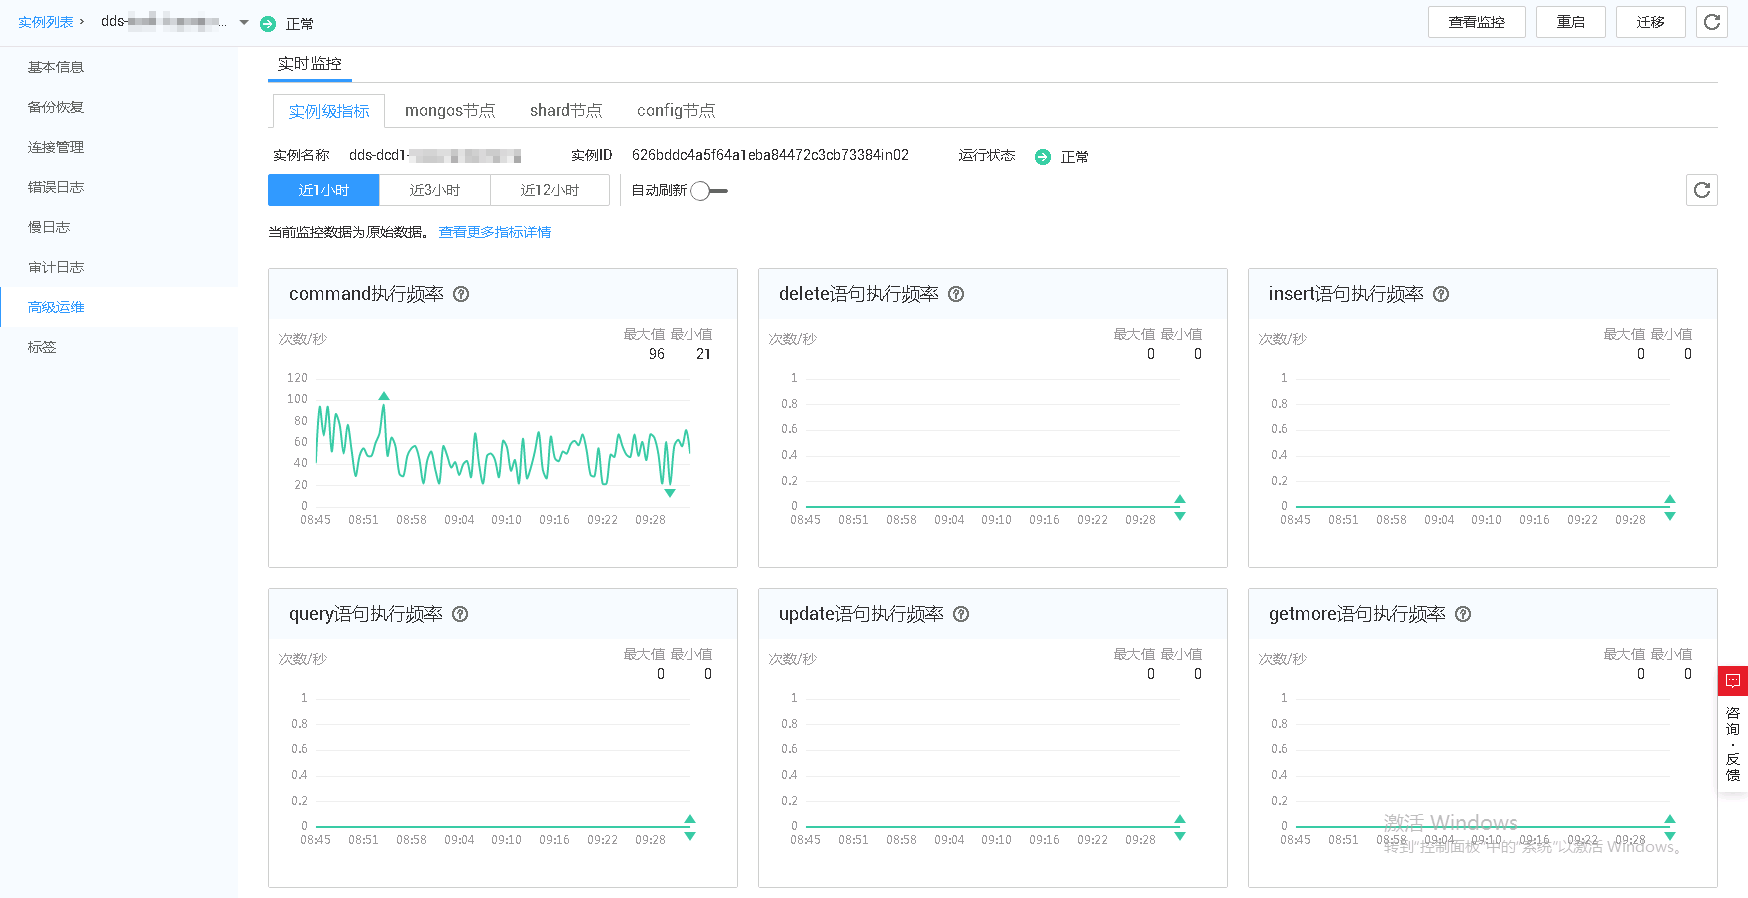 实例列表 › dds-... 正常 查看监控 重启 迁移
基本信息
备份恢复
连接管理
错误日志
慢日志
审计日志
高级运维
标签
实时监控
实例级指标 mongos节点 shard节点 config节点
实例名称 dds-dcd1- 实例ID 626bddc4a5f64a1eba84472c3cb73384in02 运行状态 正常
近1小时 近3小时 近12小时 自动刷新
当前监控数据为原始数据。 查看更多指标详情
command执行频率
次数/秒 最大值 最小值
96 21
120
100
80
60
40
20
0
08:45 08:51 08:58 09:04 09:10 09:16 09:22 09:28
delete语句执行频率
次数/秒 最大值 最小值
0 0
1
0.8
0.6
0.4
0.2
0
08:45 08:51 08:58 09:04 09:10 09:16 09:22 09:28
insert语句执行频率
次数/秒 最大值 最小值
0 0
1
0.8
0.6
0.4
0.2
0
08:45 08:51 08:58 09:04 09:10 09:16 09:22 09:28
query语句执行频率
次数/秒 最大值 最小值
0 0
1
0.8
0.6
0.4
0.2
0
08:45 08:51 08:58 09:04 09:10 09:16 09:22 09:28
update语句执行频率
次数/秒 最大值 最小值
0 0
1
0.8
0.6
0.4
0.2
0
08:45 08:51 08:58 09:04 09:10 09:16 09:22 09:28
getmore语句执行频率
次数/秒 最大值 最小值
0 0
1
0.8
0.6
0.4
0.2
0
08:45 08:51 08:58 09:04 09:10 09:16 09:22 09:28
激活 Windows
转到"控制面板"中的"系统"以激活 Windows。
咨询·反馈